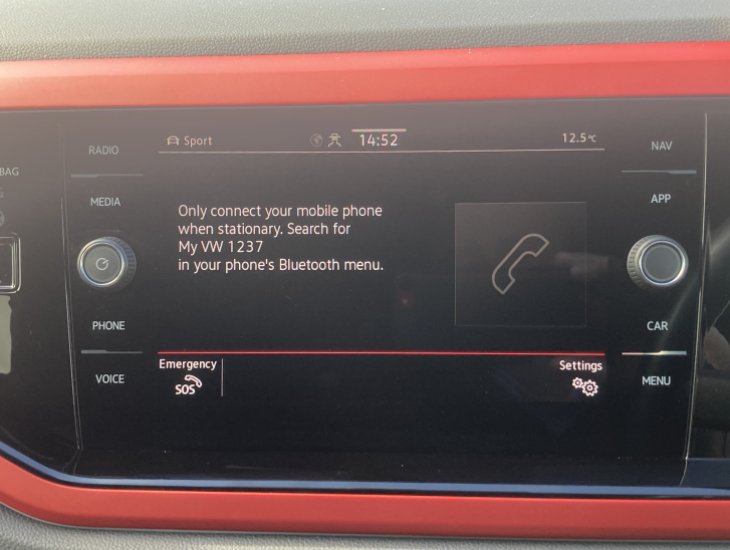 Sport 14:52 12.5°C
RADIO
MEDIA
PHONE
VOICE
BAG
Only connect your mobile phone
when stationary. Search for
My VW 1237
in your phone's Bluetooth menu.
Emergency
SOS
Settings
NAV
APP
CAR
MENU